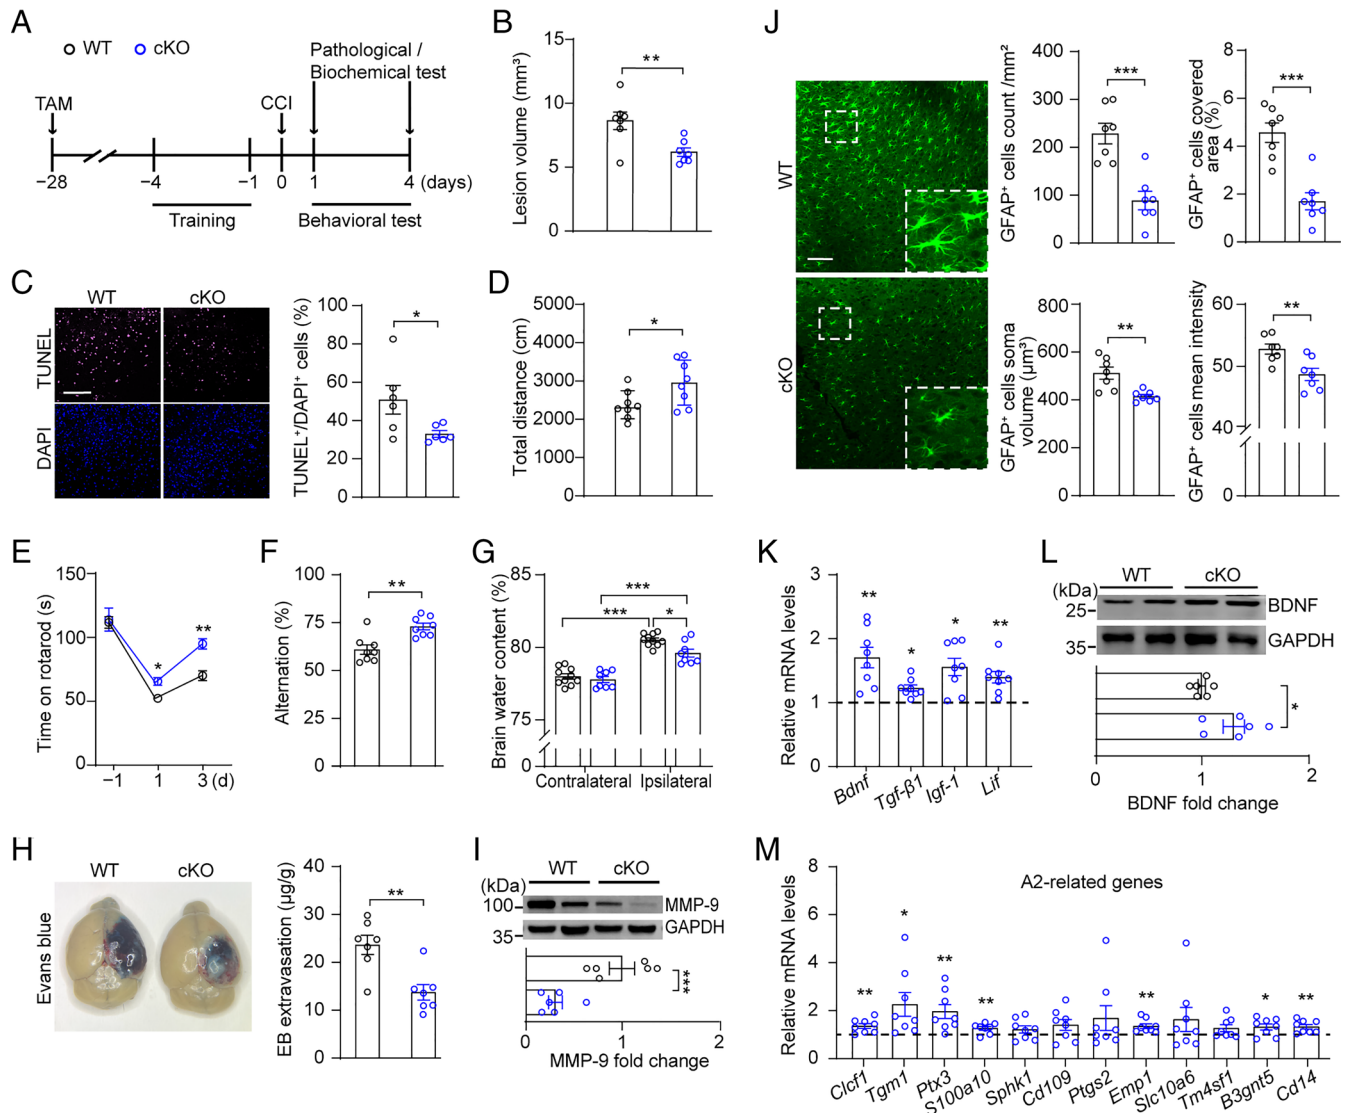 A
WT cKO
Pathological /
Biochemical test
TAM
CCI
−28 −4 −1 0 1 4 (days)
Training
Behavioral test
B
Lesion volume (mm³)
15
10
5
0
**
C
WT cKO
TUNEL
DAPI
TUNEL⁺/DAPI⁺ cells (%)
100
80
60
40
20
0
*
D
Total distance (cm)
5000
4000
3000
2000
1000
0
*
J
WT
cKO
GFAP⁺ cells count /mm²
400
300
200
100
0
***
GFAP⁺ cells covered
area (%)
8
6
4
2
0
***
GFAP⁺ cells soma
volume (µm³)
800
600
400
200
0
**
GFAP⁺ cells mean intensity
60
50
40
0
**
E
Time on rotarod (s)
150
100
50
0
* **
−1 1 3 (d)
F
Alternation (%)
100
75
50
25
0
**
G
Brain water content (%)
85
80
75
0
***
*** *
Contralateral Ipsilateral
K
Relative mRNA levels
3
2
1
0
** * * **
Bdnf Tgf-β1 Igf-1 Lif
L
WT cKO
(kDa)
25 BDNF
35 GAPDH
*
0 1 2
BDNF fold change
H
WT cKO
Evans blue
EB extravasation (µg/g)
40
30
20
10
0
**
I
WT cKO
(kDa)
100 MMP-9
35 GAPDH
***
0 1 2
MMP-9 fold change
M
A2-related genes
Relative mRNA levels
8
6
4
2
0
** * ** ** ** * **
Clcf1 Tgm1 Ptx3 S100a10 Sphk1 Cd109 Ptgs2 Emp1 Slc10a6 Tm4sf1 B3gnt5 Cd14